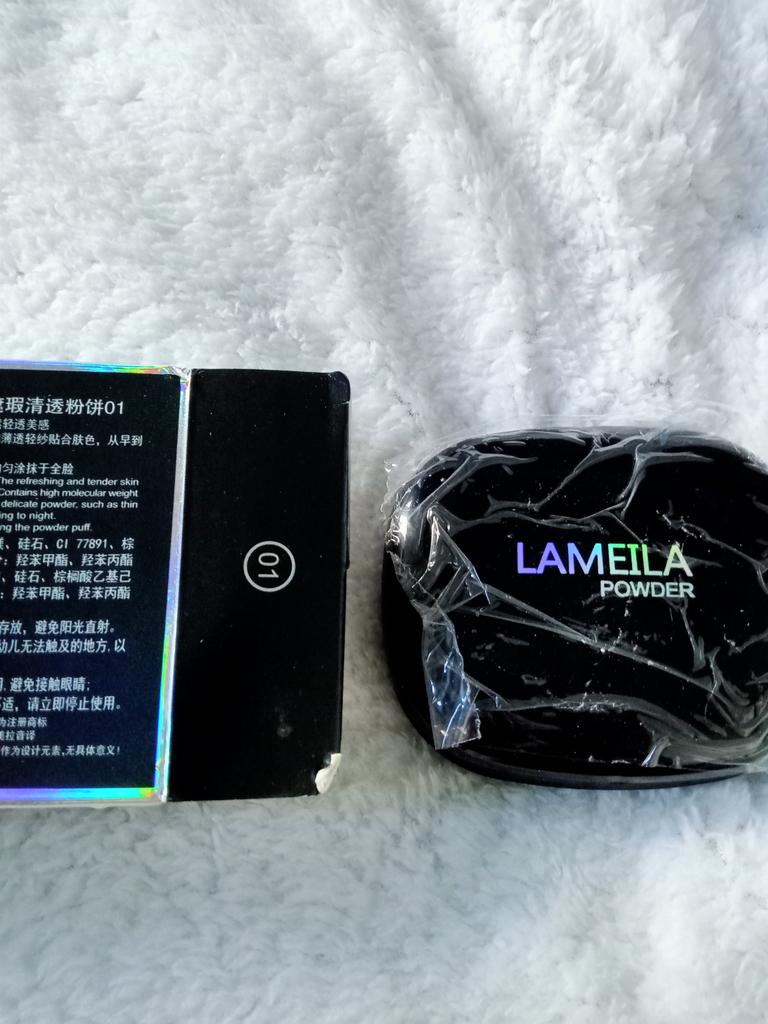 瑕清透粉饼01
轻透美感
薄透轻纱贴合肤色，从早到
匀涂抹于全脸
The refreshing and tender skin
Contains high molecular weight
delicate powder, such as thin
ing to night.
ng the powder puff.
、硅石、CI 77891、棕
：羟苯甲酯、羟苯丙酯
、硅石、棕榈酸乙基己
：羟苯甲酯、羟苯丙酯
存放，避免阳光直射。
幼儿无法触及的地方，以
，避免接触眼睛；
适，请立即停止使用。
为注册商标
美拉音译
作为设计元素,无具体意义！
01
LAMEILA
POWDER